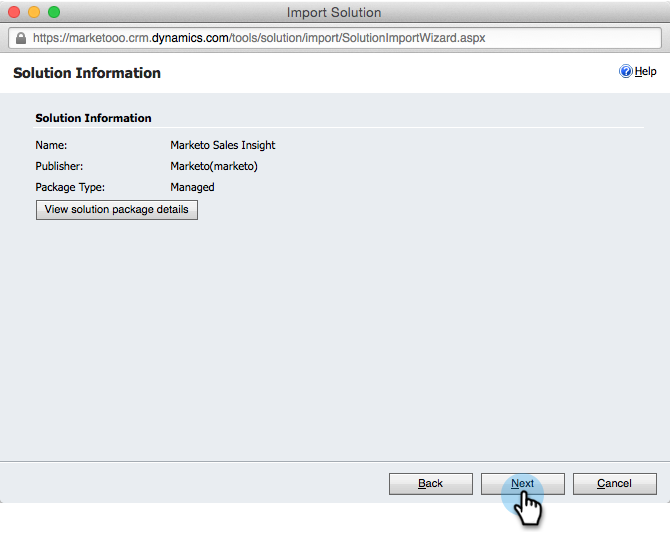 Import Solution
https://marketooo.crm.dynamics.com/tools/solution/import/SolutionImportWizard.aspx
Solution Information
Help
Solution Information
Name: Marketo Sales Insight
Publisher: Marketo(marketo)
Package Type: Managed
View solution package details
Back Next Cancel